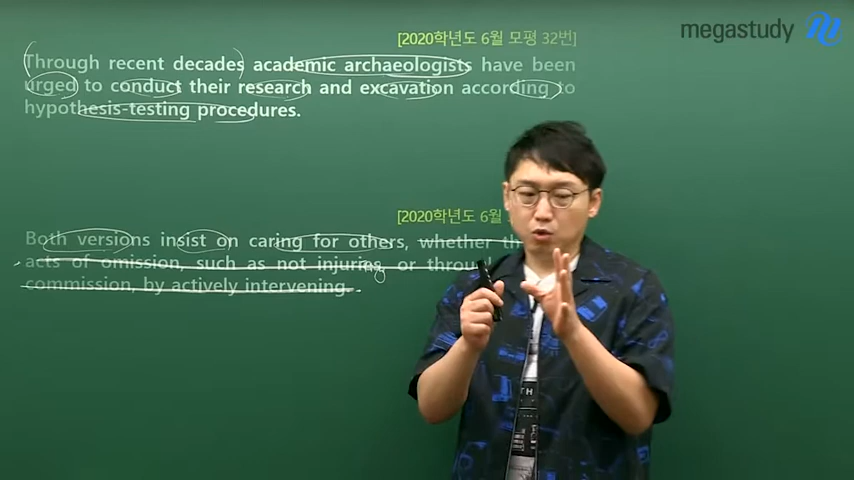 [2020학년도 6월 모평 32번]
megastudy
Through recent decades academic archaeologists have been
urged to conduct their research and excavation according to
hypothesis-testing procedures.
[2020학년도 6월
Both versions insist on caring for others, whether
acts of omission, such as not injuring, or
commission, by actively intervening.